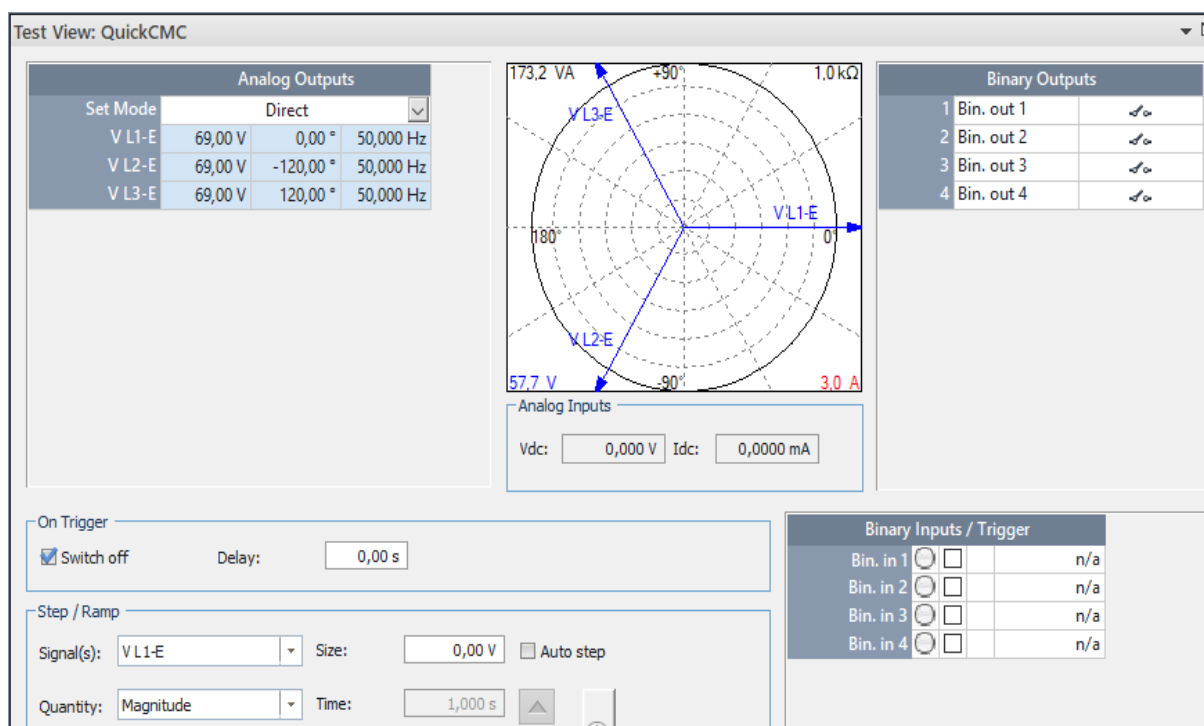 Test View: QuickCMC
Analog Outputs
Set Mode Direct
V L1-E 69,00 V 0,00 ° 50,000 Hz
V L2-E 69,00 V -120,00 ° 50,000 Hz
V L3-E 69,00 V 120,00 ° 50,000 Hz
173,2 VA +90° 1,0 kΩ
V L3-E
V L1-E
180° 0°
V L2-E
57,7 V -90° 3,0 A
Analog Inputs
Vdc: 0,000 V Idc: 0,0000 mA
Binary Outputs
1 Bin. out 1
2 Bin. out 2
3 Bin. out 3
4 Bin. out 4
On Trigger
Switch off Delay: 0,00 s
Step / Ramp
Signal(s): V L1-E Size: 0,00 V Auto step
Quantity: Magnitude Time: 1,000 s
Binary Inputs / Trigger
Bin. in 1 n/a
Bin. in 2 n/a
Bin. in 3 n/a
Bin. in 4 n/a